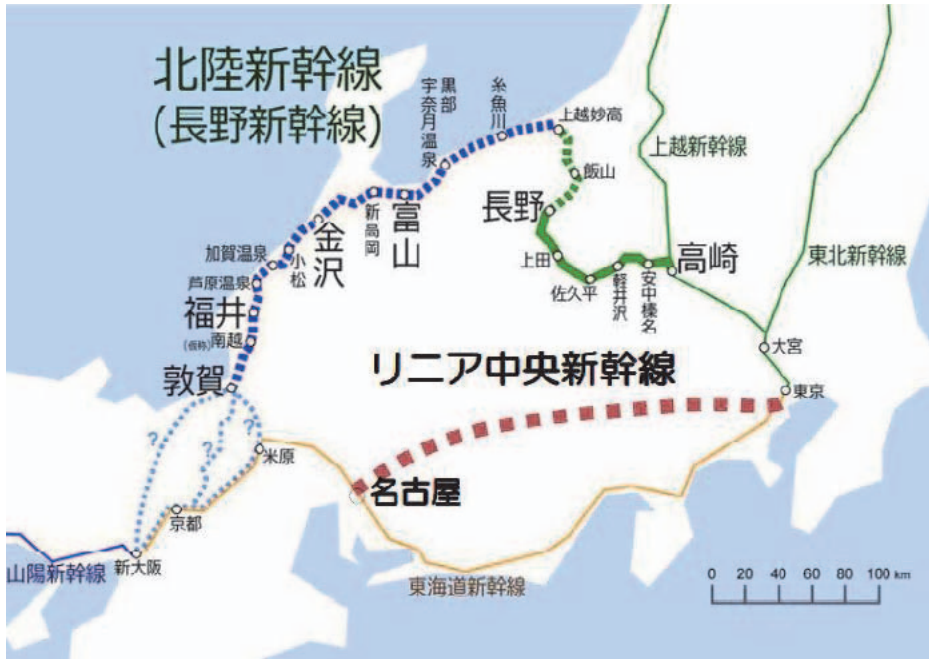 北陸新幹線
(長野新幹線)
黒部
宇奈月温泉
糸魚川
上越妙高
飯山
上越新幹線
長野
新高岡
富山
金沢
小松
加賀温泉
芦原温泉
福井
(仮称)南越
敦賀
上田
佐久平
軽井沢
安中榛名
高崎
東北新幹線
大宮
東京
リニア中央新幹線
?
?
?
米原
名古屋
京都
新大阪
山陽新幹線
東海道新幹線
0 20 40 60 80 100 km